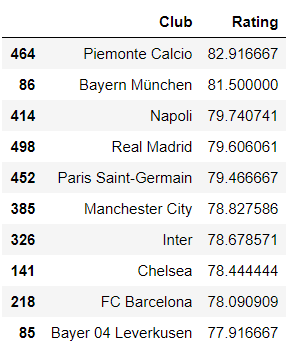 Club Rating
464 Piemonte Calcio 82.916667
86 Bayern München 81.500000
414 Napoli 79.740741
498 Real Madrid 79.606061
452 Paris Saint-Germain 79.466667
385 Manchester City 78.827586
326 Inter 78.678571
141 Chelsea 78.444444
218 FC Barcelona 78.090909
85 Bayer 04 Leverkusen 77.916667